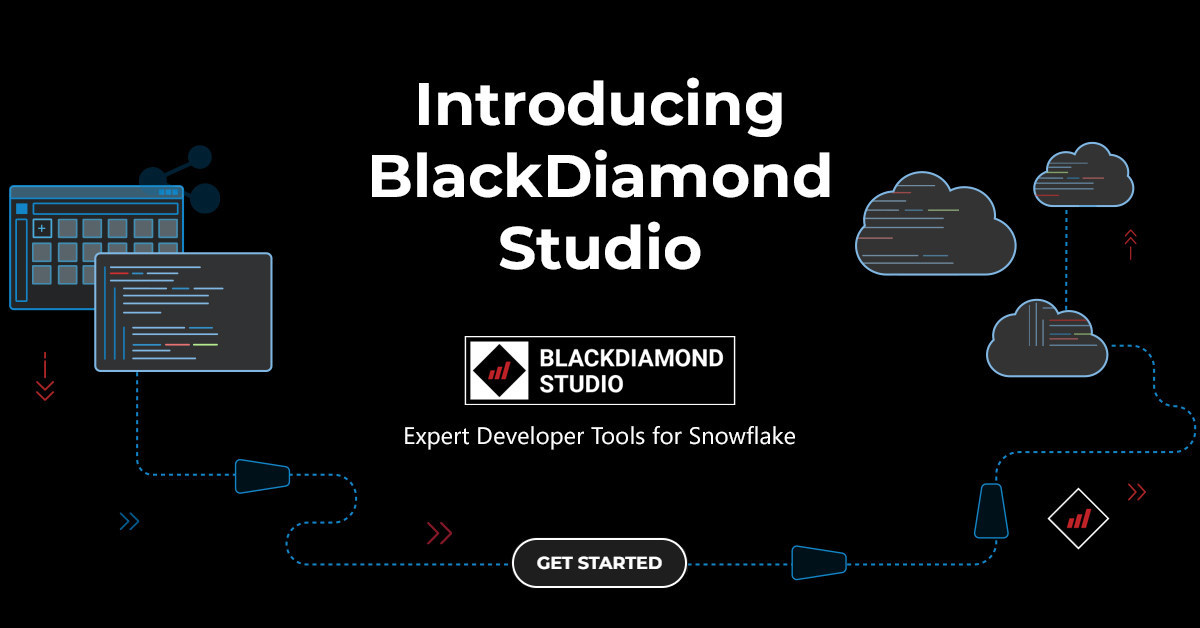 Introducing
BlackDiamond
Studio
BLACKDIAMOND
STUDIO
Expert Developer Tools for Snowflake
GET STARTED